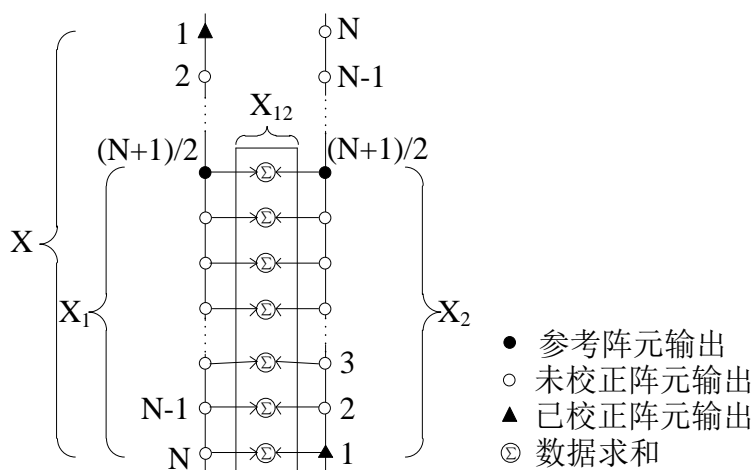 1 N
2 N-1
X₁₂
(N+1)/2 (N+1)/2
X
X₁ X₂
3
N-1 2
N 1
Σ
Σ
Σ
Σ
Σ
Σ
Σ
参考阵元输出
未校正阵元输出
已校正阵元输出
Σ 数据求和